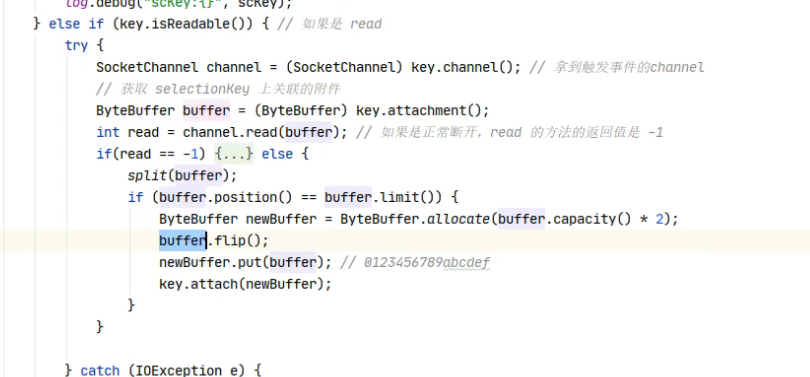 log.debug("scKey:{}", scKey);
} else if (key.isReadable()) { // 如果是 read
try {
SocketChannel channel = (SocketChannel) key.channel(); // 拿到触发事件的channel
// 获取 selectionKey 上关联的附件
ByteBuffer buffer = (ByteBuffer) key.attachment();
int read = channel.read(buffer); // 如果是正常断开，read 的方法的返回值是 -1
if(read == -1) {...} else {
split(buffer);
if (buffer.position() == buffer.limit()) {
ByteBuffer newBuffer = ByteBuffer.allocate(buffer.capacity() * 2);
buffer.flip();
newBuffer.put(buffer); // 0123456789abcdef
key.attach(newBuffer);
}
}
} catch (IOException e) {